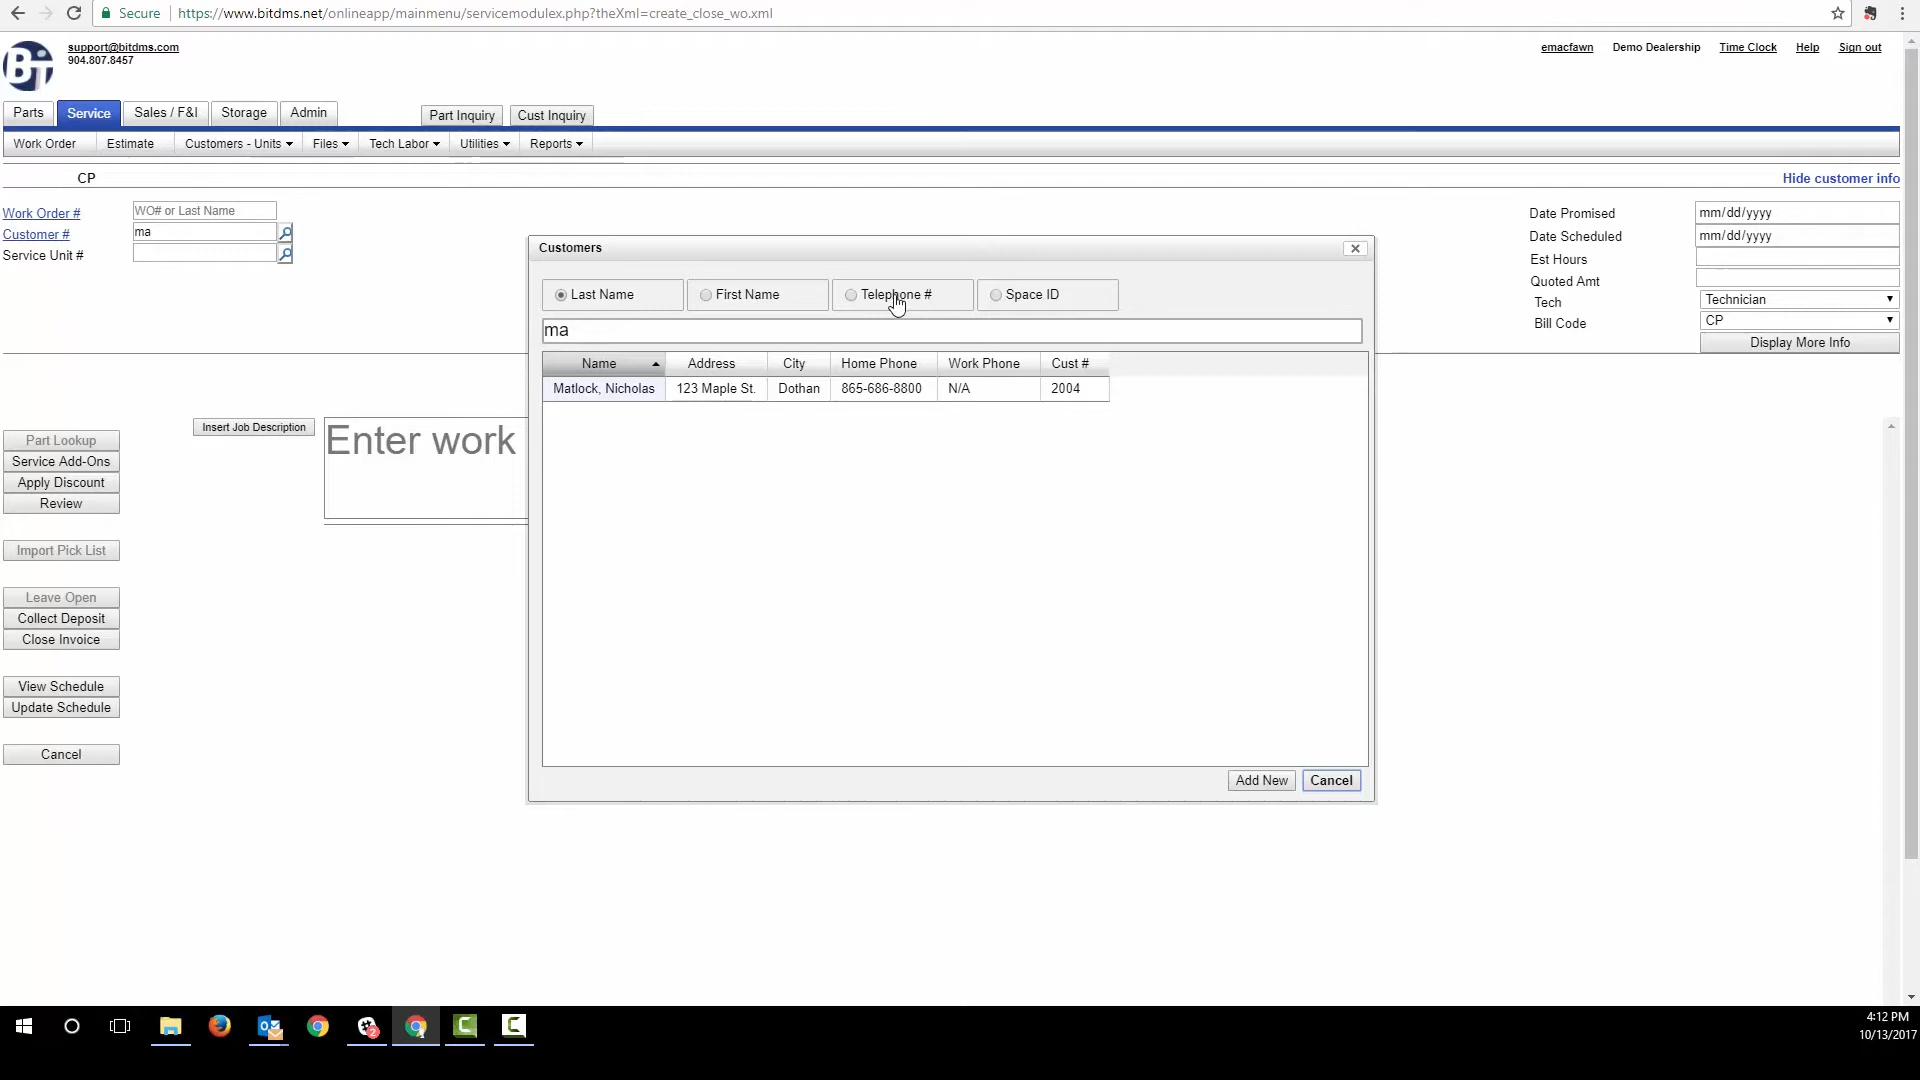 Secure
https://www.bitdms.net/onlineapp/mainmenu/servicemodulex.php?theXml=create_close_wo.xml
BiT
support@bitdms.com
904.807.8457
emacfawn Demo Dealership Time Clock Help Sign out
Parts Service Sales / F&I Storage Admin Part Inquiry Cust Inquiry
Work Order Estimate Customers - Units Files Tech Labor Utilities Reports
CP Hide customer info
Work Order # WO# or Last Name
Customer # ma
Service Unit #
Date Promised mm/dd/yyyy
Date Scheduled mm/dd/yyyy
Est Hours
Quoted Amt
Tech Technician
Bill Code CP
Display More Info
Customers
Last Name First Name Telephone # Space ID
ma
Name Address City Home Phone Work Phone Cust #
Matlock, Nicholas 123 Maple St. Dothan 865-686-8800 N/A 2004
Add New Cancel
Insert Job Description
Enter work
Part Lookup
Service Add-Ons
Apply Discount
Review
Import Pick List
Leave Open
Collect Deposit
Close Invoice
View Schedule
Update Schedule
Cancel
2
4:12 PM
10/13/2017